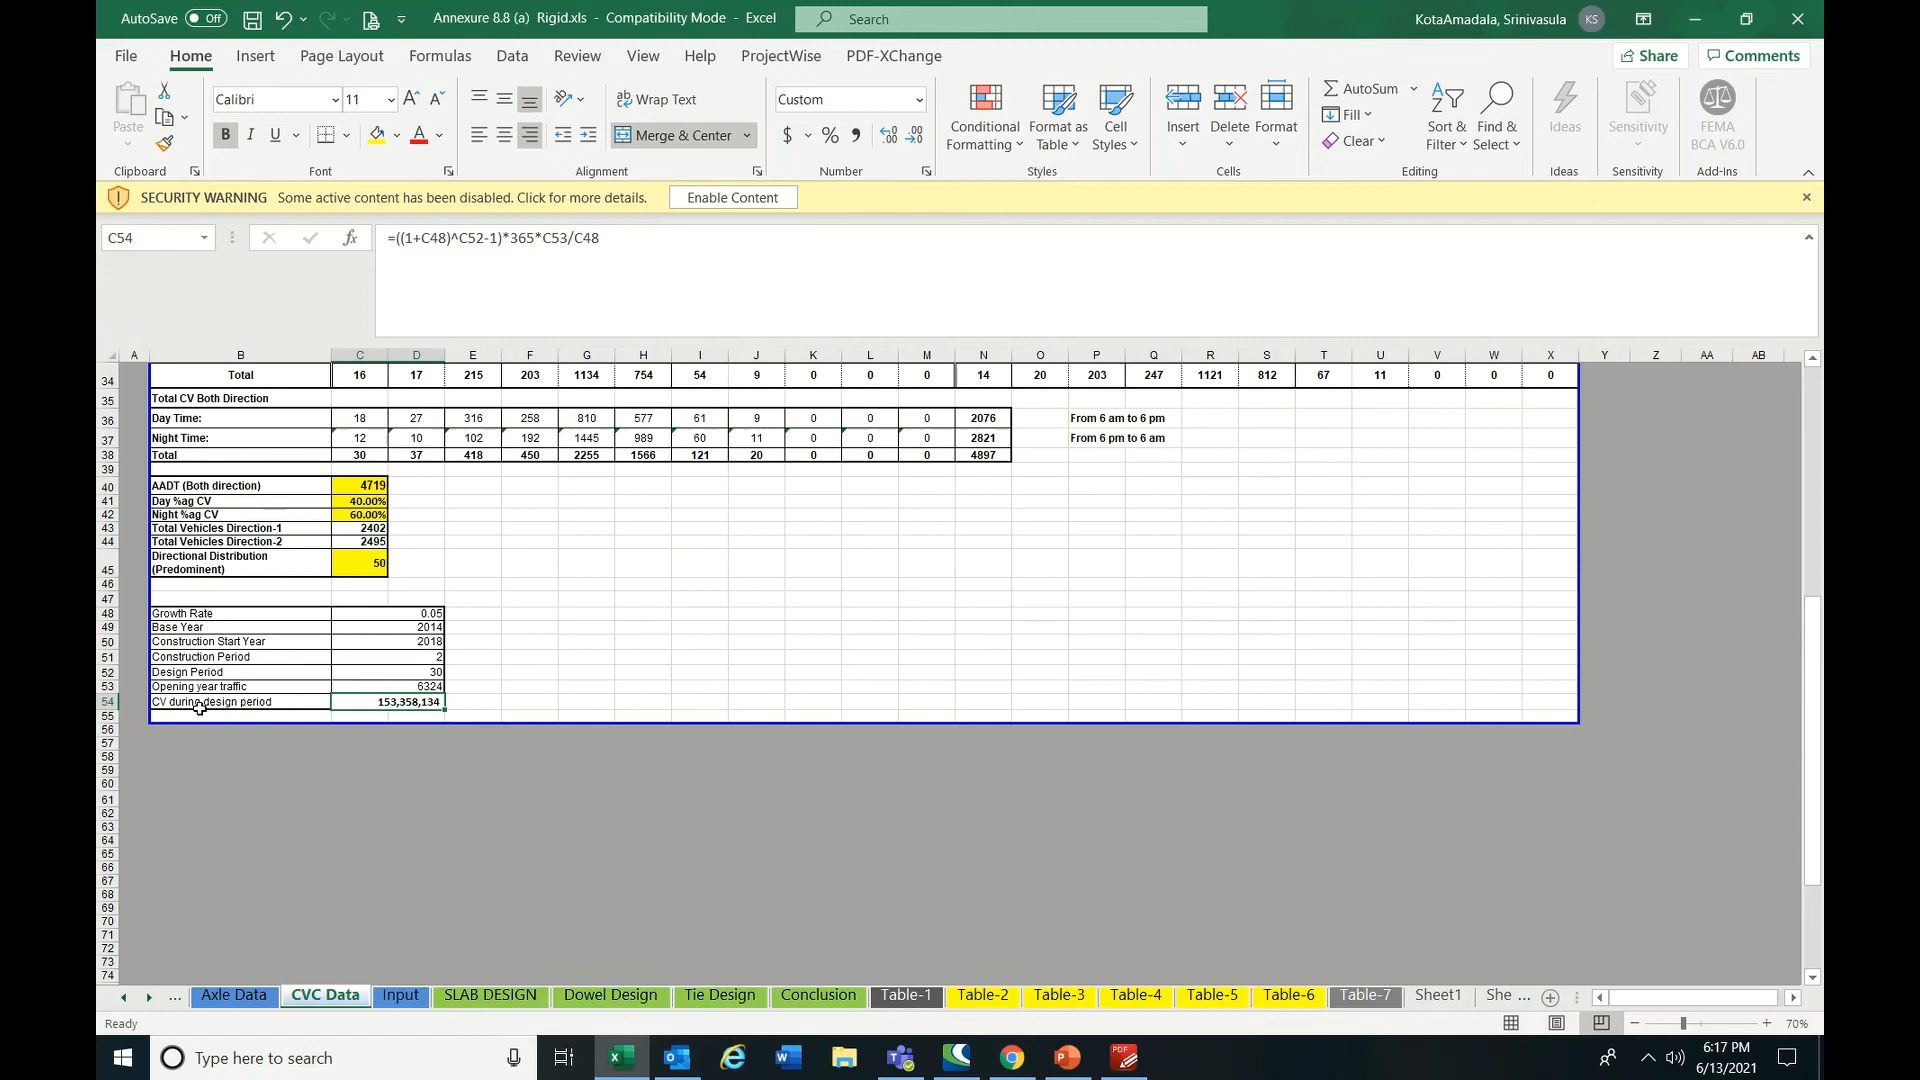 AutoSave Off Annexure 8.8 (a) Rigid.xls - Compatibility Mode - Excel Search KotaAmadala, Srinivasula KS
File Home Insert Page Layout Formulas Data Review View Help ProjectWise PDF-XChange Share Comments
Paste Calibri 11 Wrap Text Custom Conditional Formatting Format as Table Cell Styles Insert Delete Format AutoSum Fill Clear Sort & Filter Find & Select Ideas Sensitivity FEMA BCA V6.0
B I U Merge & Center $ % 9
Clipboard Font Alignment Number Styles Cells Editing Ideas Sensitivity Add-Ins
SECURITY WARNING Some active content has been disabled. Click for more details. Enable Content
C54 fx =((1+C48)^C52-1)*365*C53/C48
A B C D E F G H I J K L M N O P Q R S T U V W X Y Z AA AB
34 Total 16 17 215 203 1134 754 54 9 0 0 0 14 20 203 247 1121 812 67 11 0 0 0
35 Total CV Both Direction
36 Day Time: 18 27 316 258 810 577 61 9 0 0 0 2076 From 6 am to 6 pm
37 Night Time: 12 10 102 192 1445 989 60 11 0 0 0 2821 From 6 pm to 6 am
38 Total 30 37 418 450 2255 1566 121 20 0 0 0 4897
39
40 AADT (Both direction) 4719
41 Day %ag CV 40.00%
42 Night %ag CV 60.00%
43 Total Vehicles Direction-1 2402
44 Total Vehicles Direction-2 2495
Directional Distribution
45 (Predominent) 50
46
47
48 Growth Rate 0.05
49 Base Year 2014
50 Construction Start Year 2018
51 Construction Period 2
52 Design Period 30
53 Opening year traffic 6324
54 CV during design period 153,358,134
55
56
57
58
59
60
61
62
63
64
65
66
67
68
69
70
71
72
73
74
... Axle Data CVC Data Input SLAB DESIGN Dowel Design Tie Design Conclusion Table-1 Table-2 Table-3 Table-4 Table-5 Table-6 Table-7 Sheet1 She ...
Ready 70%
Type here to search 6:17 PM
6/13/2021